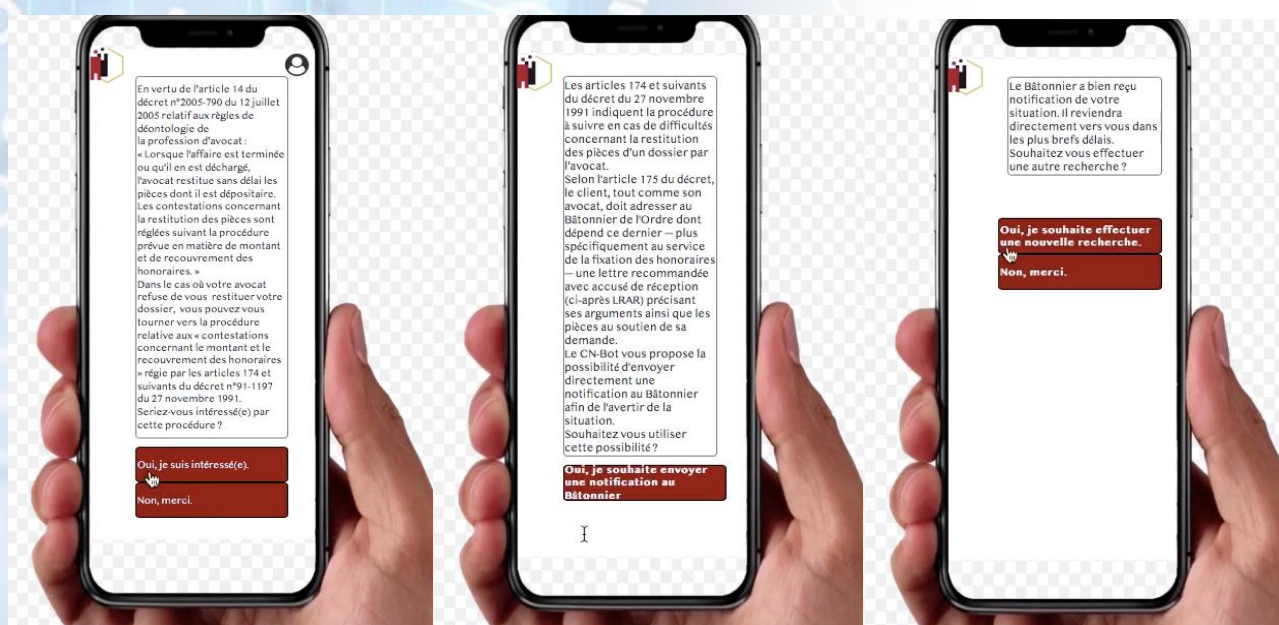 En vertu de l'article 14 du
décret n°2005-790 du 12 juillet
2005 relatif aux règles de
déontologie de
la profession d'avocat :
« Lorsque l'affaire est terminée
ou qu'il en est déchargé,
l'avocat restitue sans délai les
pièces dont il est dépositaire.
Les contestations concernant
la restitution des pièces sont
réglées suivant la procédure
prévue en matière de montant
et de recouvrement des
honoraires. »
Dans le cas où votre avocat
refuse de vous restituer votre
dossier, vous pouvez vous
tourner vers la procédure
relative aux « contestations
concernant le montant et le
recouvrement des honoraires
» régie par les articles 174 et
suivants du décret n°91-1197
du 27 novembre 1991.
Seriez-vous intéressé(e) par
cette procédure ?
Oui, je suis intéressé(e).
Non, merci.
Les articles 174 et suivants
du décret du 27 novembre
1991 indiquent la procédure
à suivre en cas de difficultés
concernant la restitution
des pièces d'un dossier par
l'avocat.
Selon l'article 175 du décret,
le client, tout comme son
avocat, doit adresser au
Bâtonnier de l'Ordre dont
dépend ce dernier — plus
spécifiquement au service
de la fixation des honoraires
— une lettre recommandée
avec accusé de réception
(ci-après LRAR) précisant
ses arguments ainsi que les
pièces au soutien de sa
demande.
Le CN-Bot vous propose la
possibilité d'envoyer
directement une
notification au Bâtonnier
afin de l'avertir de la
situation.
Souhaitez vous utiliser
cette possibilité ?
Oui, je souhaite envoyer
une notification au
Bâtonnier
Le Bâtonnier a bien reçu
notification de votre
situation. Il reviendra
directement vers vous dans
les plus brefs délais.
Souhaitez vous effectuer
une autre recherche ?
Oui, je souhaite effectuer
une nouvelle recherche.
Non, merci.